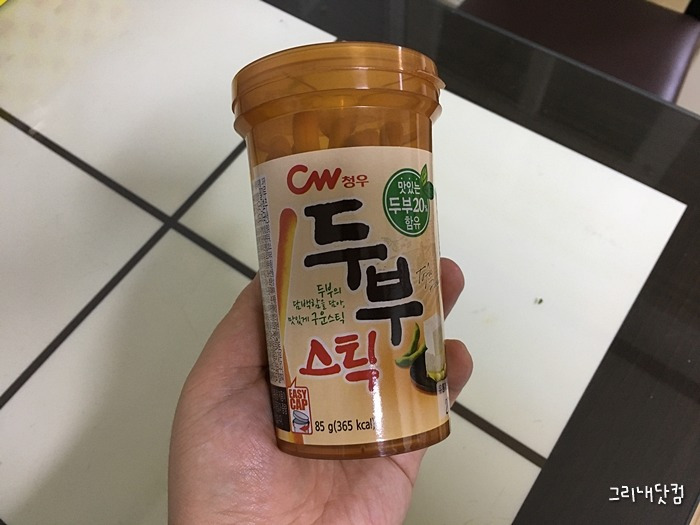 CW청우
맛있는
두부20%
함유
두부
두부의
담백함을 담아,
맛있게 구운스틱
스틱
EASY
CAP
85 g(365 kcal)
그리내닷컴